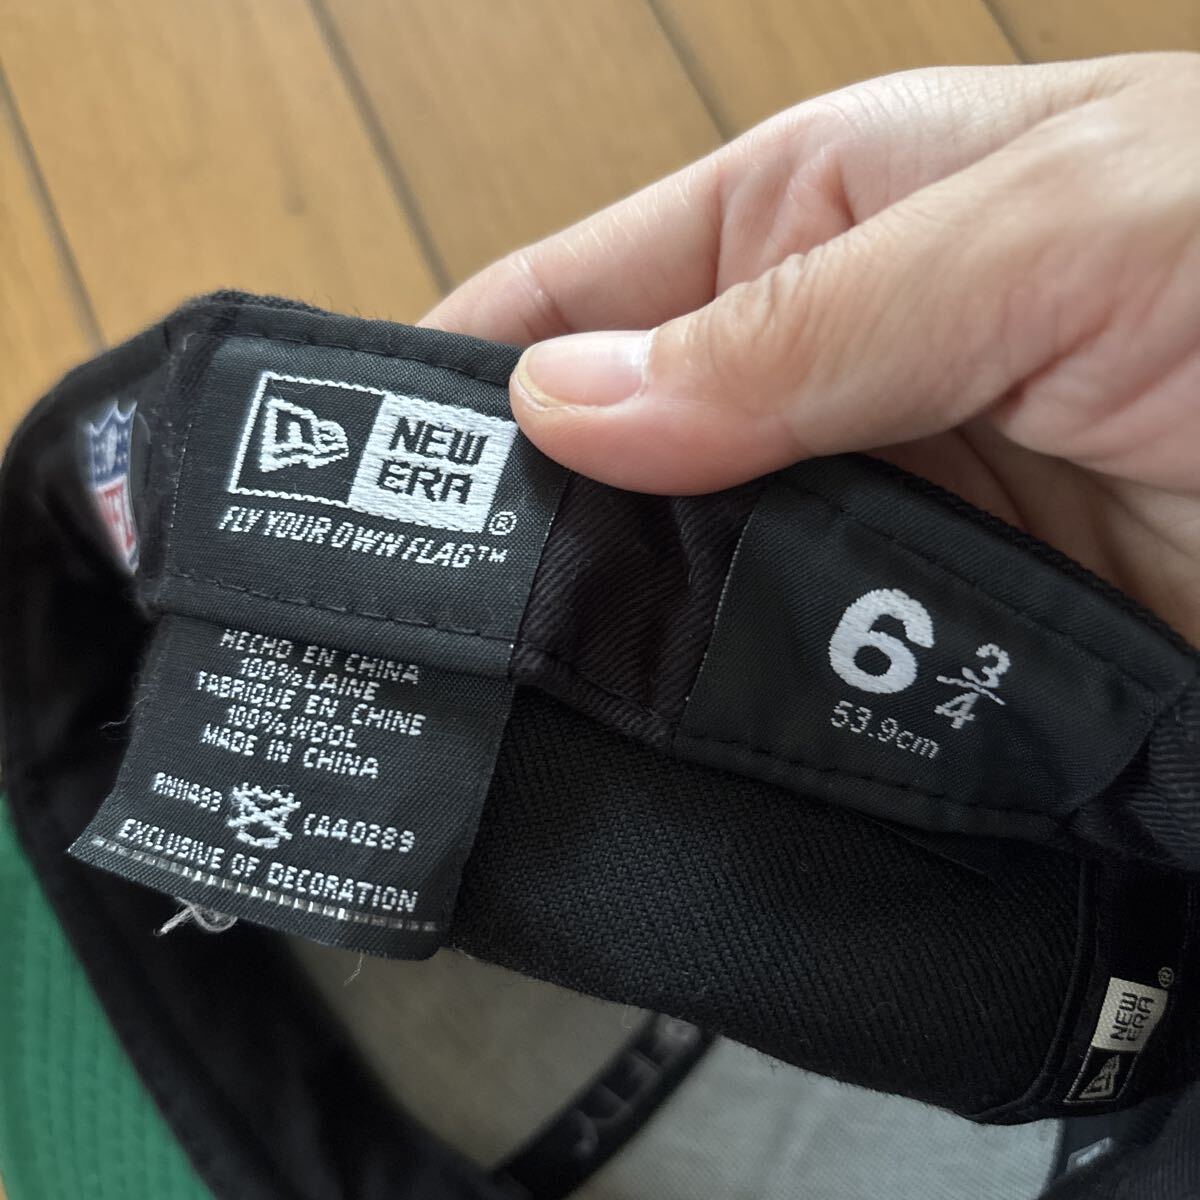 NEW
ERA
®
FLY YOUR OWN FLAG™
HECHO EN CHINA
100% LAINE
FABRIQUE EN CHINE
100% WOOL
MADE IN CHINA
RN11493
CA40289
EXCLUSIVE OF DECORATION
6 3/4
53.9cm
NEW
ERA
®